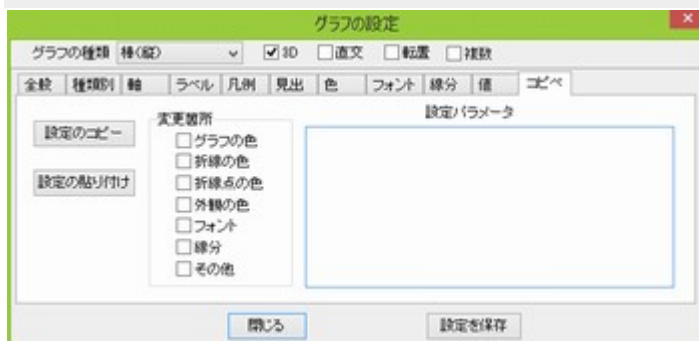 グラフの設定
グラフの種類 棒(縦) 3D 直交 転置 複数
全般 種類別 軸 ラベル 凡例 見出 色 フォント 線分 値 コピペ
設定のコピー
設定の貼り付け
変更箇所
グラフの色
折線の色
折線点の色
外観の色
フォント
線分
その他
設定パラメータ
閉じる 設定を保存